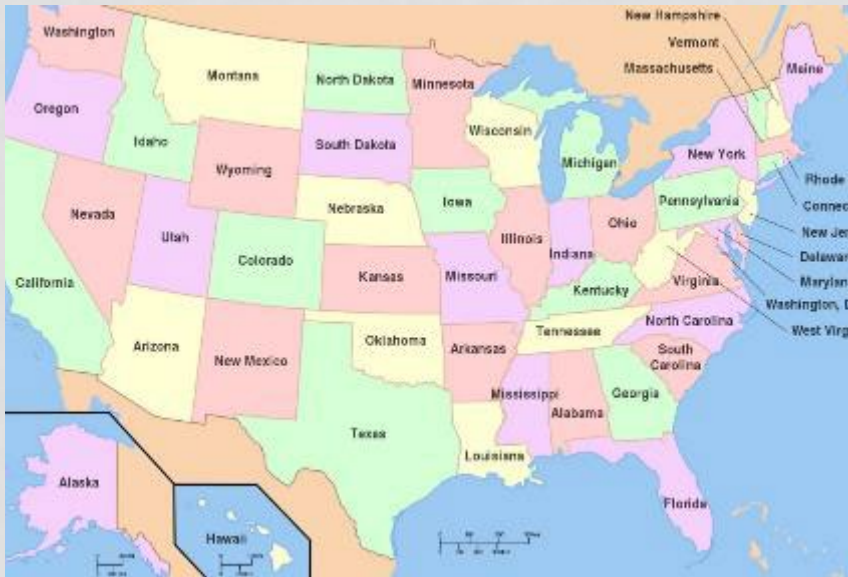 New Hampshire
Vermont
Massachusetts
Washington
Montana
North Dakota
Minnesota
Maine
Oregon
Idaho
Wisconsin
South Dakota
Michigan
New York
Wyoming
Rhode
Pennsylvania
Connec
Nevada
Nebraska
Iowa
Ohio
New Jer
Utah
Illinois
Indiana
Delawar
Colorado
California
Kansas
Missouri
Virginia
Marylan
Kentucky
Washington, D
North Carolina
Tennessee
West Virg
Arizona
Oklahoma
New Mexico
Arkansas
South
Carolina
Mississippi
Georgia
Alabama
Texas
Louisiana
Alaska
Florida
Hawaii